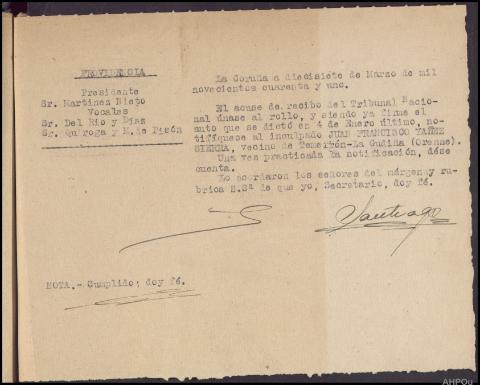 PROVIDENCIA
Presidente
Sr. Martinez Nieto
Vocales
Sr. Del Rio y Dias
Sr. Quiroga y M. de Pisón
La Coruña a diecisiete de Marzo de mil
novecientos cuarenta y uno.
El acuse de recibo del Tribunal Nacio-
nal únase al rollo, y siendo ya firme el
auto que se dictó en 4 de Enero último, no-
tifíquese al inculpado JUAN FRANCISCO YAÑEZ
SIERRA, vecino de La Gudiña (Orense).
Una vez practicada la notificación, dése
cuenta.
Lo acordaron los señores del márgen y ru-
brica S.Sª de que yo, Secretario, doy fé.
Santiago
NOTA.- Cumplido; doy fé.
AHPOu